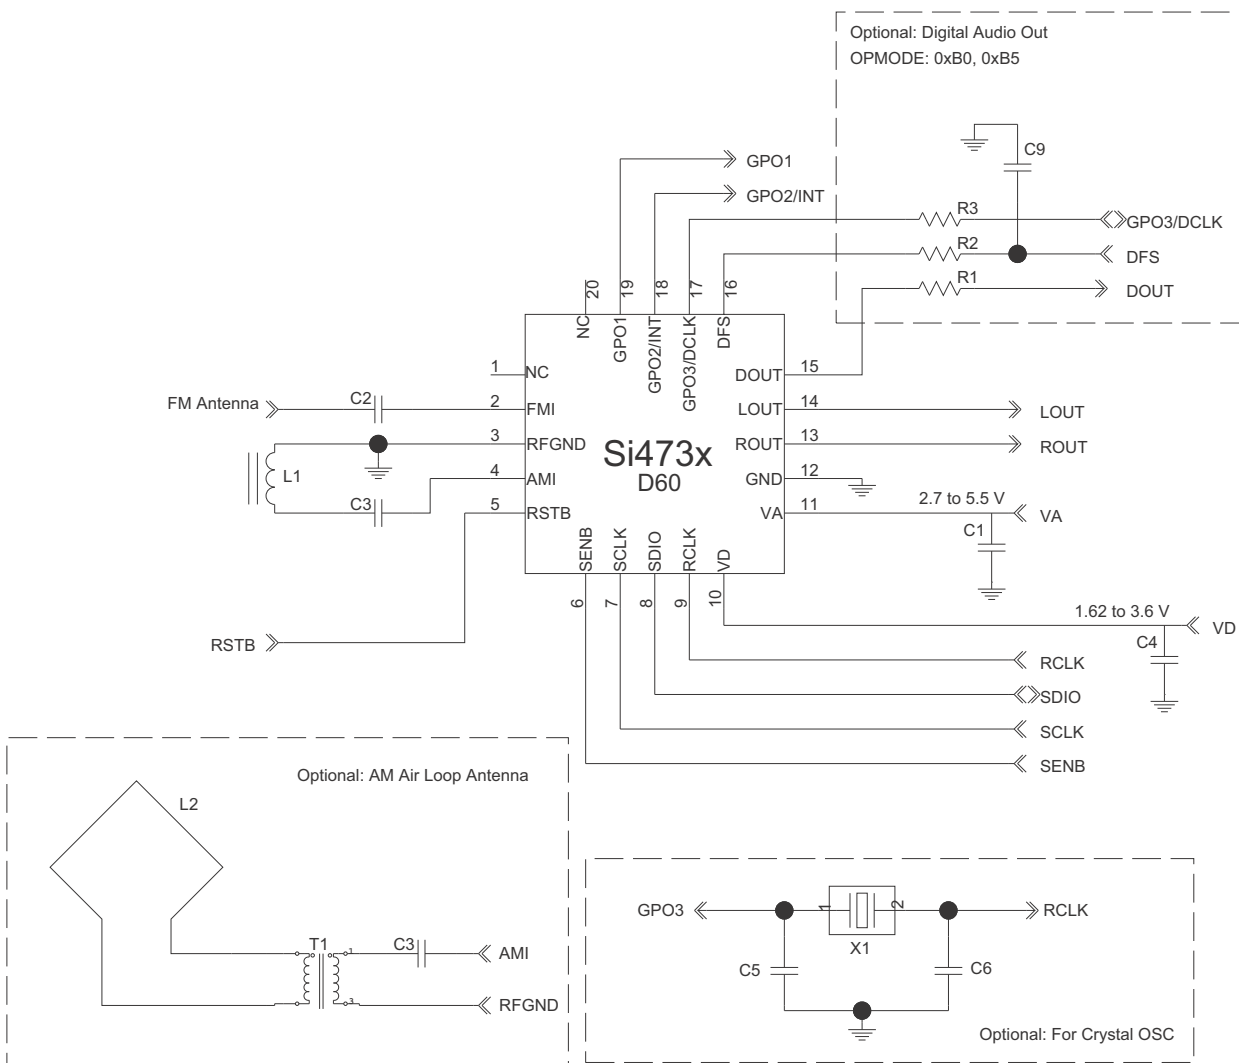 Optional: Digital Audio Out
OPMODE: 0xB0, 0xB5
C9
GPO1
GPO2/INT
R3
GPO3/DCLK
R2
DFS
R1
DOUT
20
19
18
17
16
NC
GPO1
GPO2/INT
GPO3/DCLK
DFS
1
NC
DOUT
15
FM Antenna
C2
2
FMI
LOUT
14
LOUT
3
RFGND
ROUT
13
ROUT
Si473x
D60
L1
4
AMI
GND
12
C3
5
RSTB
VA
11
2.7 to 5.5 V
VA
C1
SENB
SCLK
SDIO
RCLK
VD
6
7
8
9
10
1.62 to 3.6 V
VD
C4
RSTB
RCLK
SDIO
SCLK
SENB
Optional: AM Air Loop Antenna
L2
T1
1
C3
AMI
3
RFGND
GPO3
1
2
RCLK
X1
C5
C6
Optional: For Crystal OSC